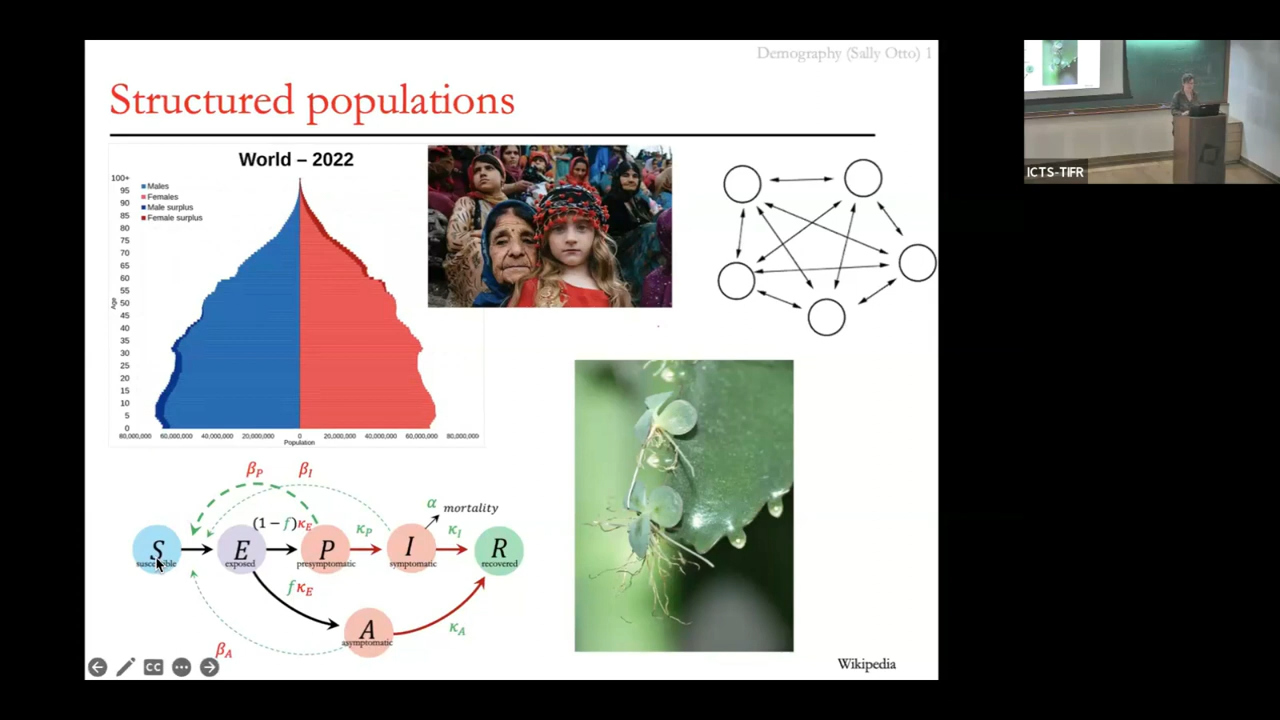 Demography (Sally Otto) 1
Structured populations
World – 2022
Males
Females
Male surplus
Female surplus
100+
95
90
85
80
75
70
65
60
55
50
45
40
35
30
25
20
15
10
5
0
Age
80,000,000 60,000,000 40,000,000 20,000,000 0 20,000,000 40,000,000 60,000,000 80,000,000
Population
β_P β_I
α mortality
(1 − f)κ_E κ_P κ_I
S E P I R
susceptible exposed presymptomatic symptomatic recovered
fκ_E
A
asymptomatic
κ_A
β_A
CC
Wikipedia
ICTS-TIFR